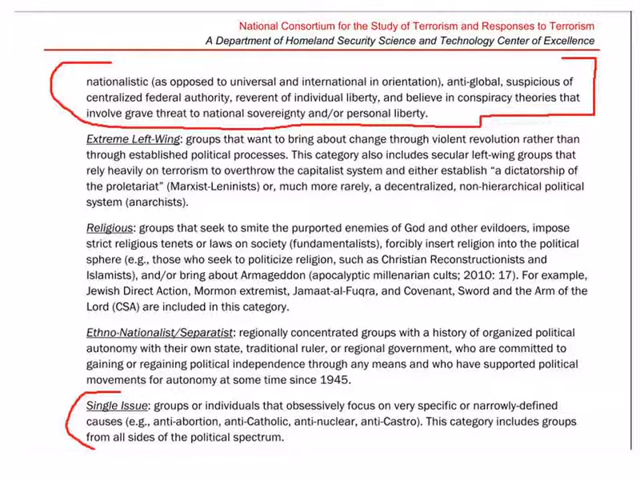 National Consortium for the Study of Terrorism and Responses to Terrorism
A Department of Homeland Security Science and Technology Center of Excellence
nationalistic (as opposed to universal and international in orientation), anti-global, suspicious of
centralized federal authority, reverent of individual liberty, and believe in conspiracy theories that
involve grave threat to national sovereignty and/or personal liberty.
Extreme Left-Wing: groups that want to bring about change through violent revolution rather than
through established political processes. This category also includes secular left-wing groups that
rely heavily on terrorism to overthrow the capitalist system and either establish “a dictatorship of
the proletariat” (Marxist-Leninists) or, much more rarely, a decentralized, non-hierarchical political
system (anarchists).
Religious: groups that seek to smite the purported enemies of God and other evildoers, impose
strict religious tenets or laws on society (fundamentalists), forcibly insert religion into the political
sphere (e.g., those who seek to politicize religion, such as Christian Reconstructionists and
Islamists), and/or bring about Armageddon (apocalyptic millenarian cults; 2010: 17). For example,
Jewish Direct Action, Mormon extremist, Jamaat-al-Fuqra, and Covenant, Sword and the Arm of the
Lord (CSA) are included in this category.
Ethno-Nationalist/Separatist: regionally concentrated groups with a history of organized political
autonomy with their own state, traditional ruler, or regional government, who are committed to
gaining or regaining political independence through any means and who have supported political
movements for autonomy at some time since 1945.
Single Issue: groups or individuals that obsessively focus on very specific or narrowly-defined
causes (e.g., anti-abortion, anti-Catholic, anti-nuclear, anti-Castro). This category includes groups
from all sides of the political spectrum.